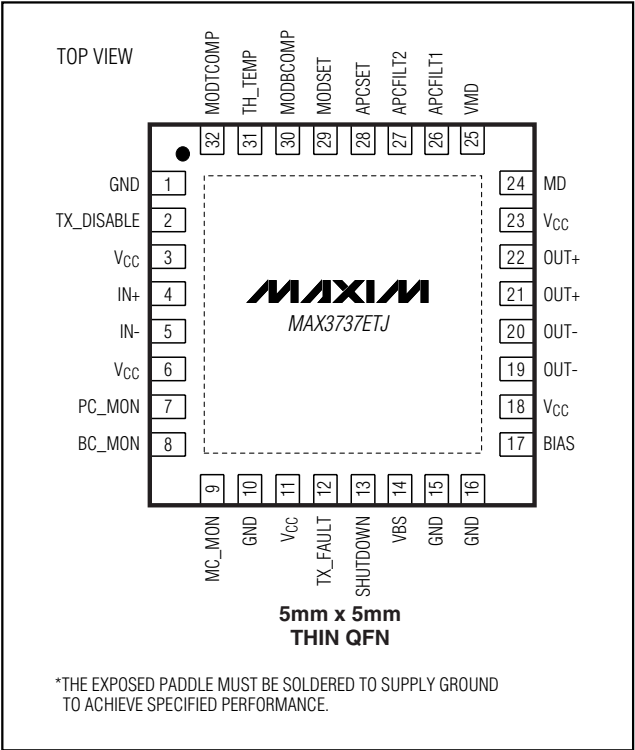 TOP VIEW
MODTCOMP
TH_TEMP
MODBCOMP
MODSET
APCSET
APCFILT2
APCFILT1
VMD
32
31
30
29
28
27
26
25
GND 1
TX_DISABLE 2
VCC 3
IN+ 4
IN- 5
VCC 6
PC_MON 7
BC_MON 8
MAXIM
MAX3737ETJ
24 MD
23 VCC
22 OUT+
21 OUT+
20 OUT-
19 OUT-
18 VCC
17 BIAS
9
10
11
12
13
14
15
16
MC_MON
GND
VCC
TX_FAULT
SHUTDOWN
VBS
GND
GND
5mm x 5mm
THIN QFN
*THE EXPOSED PADDLE MUST BE SOLDERED TO SUPPLY GROUND
TO ACHIEVE SPECIFIED PERFORMANCE.